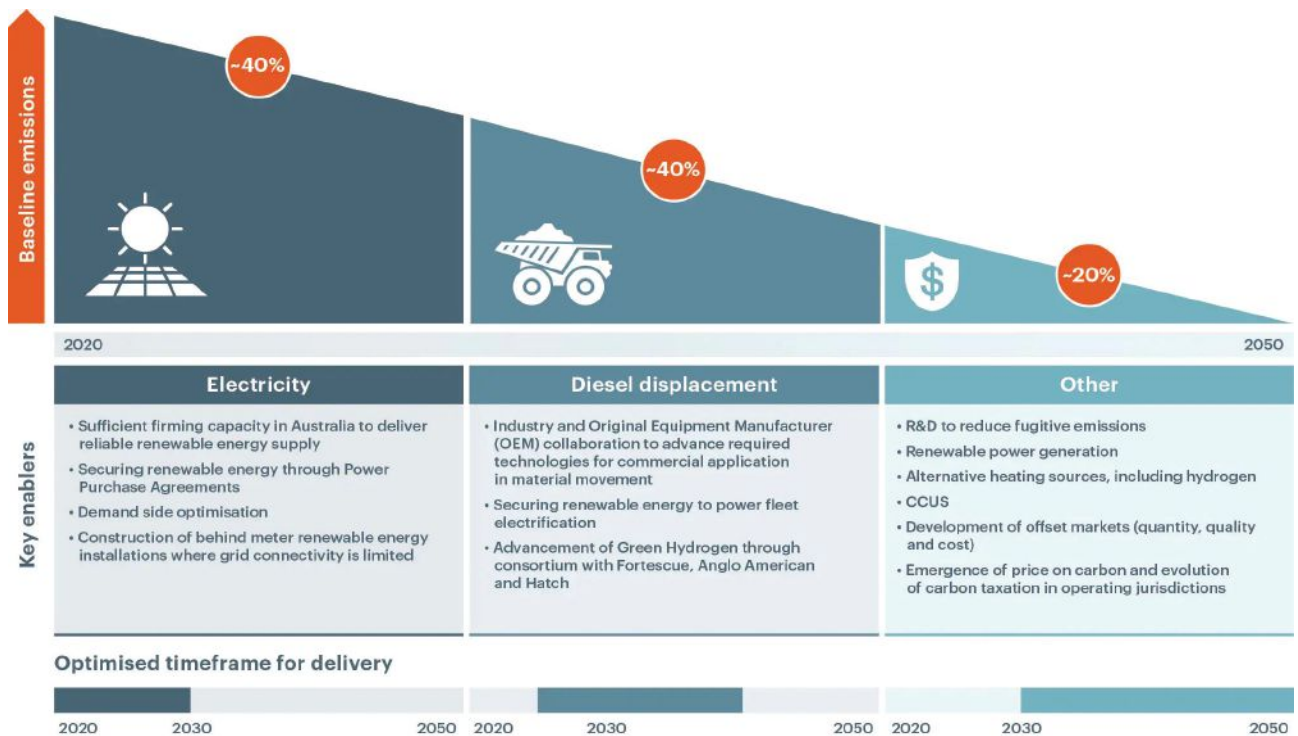 Baseline emissions
~40%
~40%
$
~20%
2020
2050
Key enablers
Electricity
• Sufficient firming capacity in Australia to deliver
reliable renewable energy supply
• Securing renewable energy through Power
Purchase Agreements
• Demand side optimisation
• Construction of behind meter renewable energy
installations where grid connectivity is limited
Diesel displacement
• Industry and Original Equipment Manufacturer
(OEM) collaboration to advance required
technologies for commercial application
in material movement
• Securing renewable energy to power fleet
electrification
• Advancement of Green Hydrogen through
consortium with Fortescue, Anglo American
and Hatch
Other
• R&D to reduce fugitive emissions
• Renewable power generation
• Alternative heating sources, including hydrogen
• CCUS
• Development of offset markets (quantity, quality
and cost)
• Emergence of price on carbon and evolution
of carbon taxation in operating jurisdictions
Optimised timeframe for delivery
2020 2030 2050 2020 2030 2050 2020 2030 2050